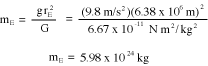 m_E = g r_E^2 / G = (9.8 m/s^2)(6.38 x 10^6 m)^2 / 6.67 x 10^-11 N m^2/kg^2
m_E = 5.98 x 10^24 kg